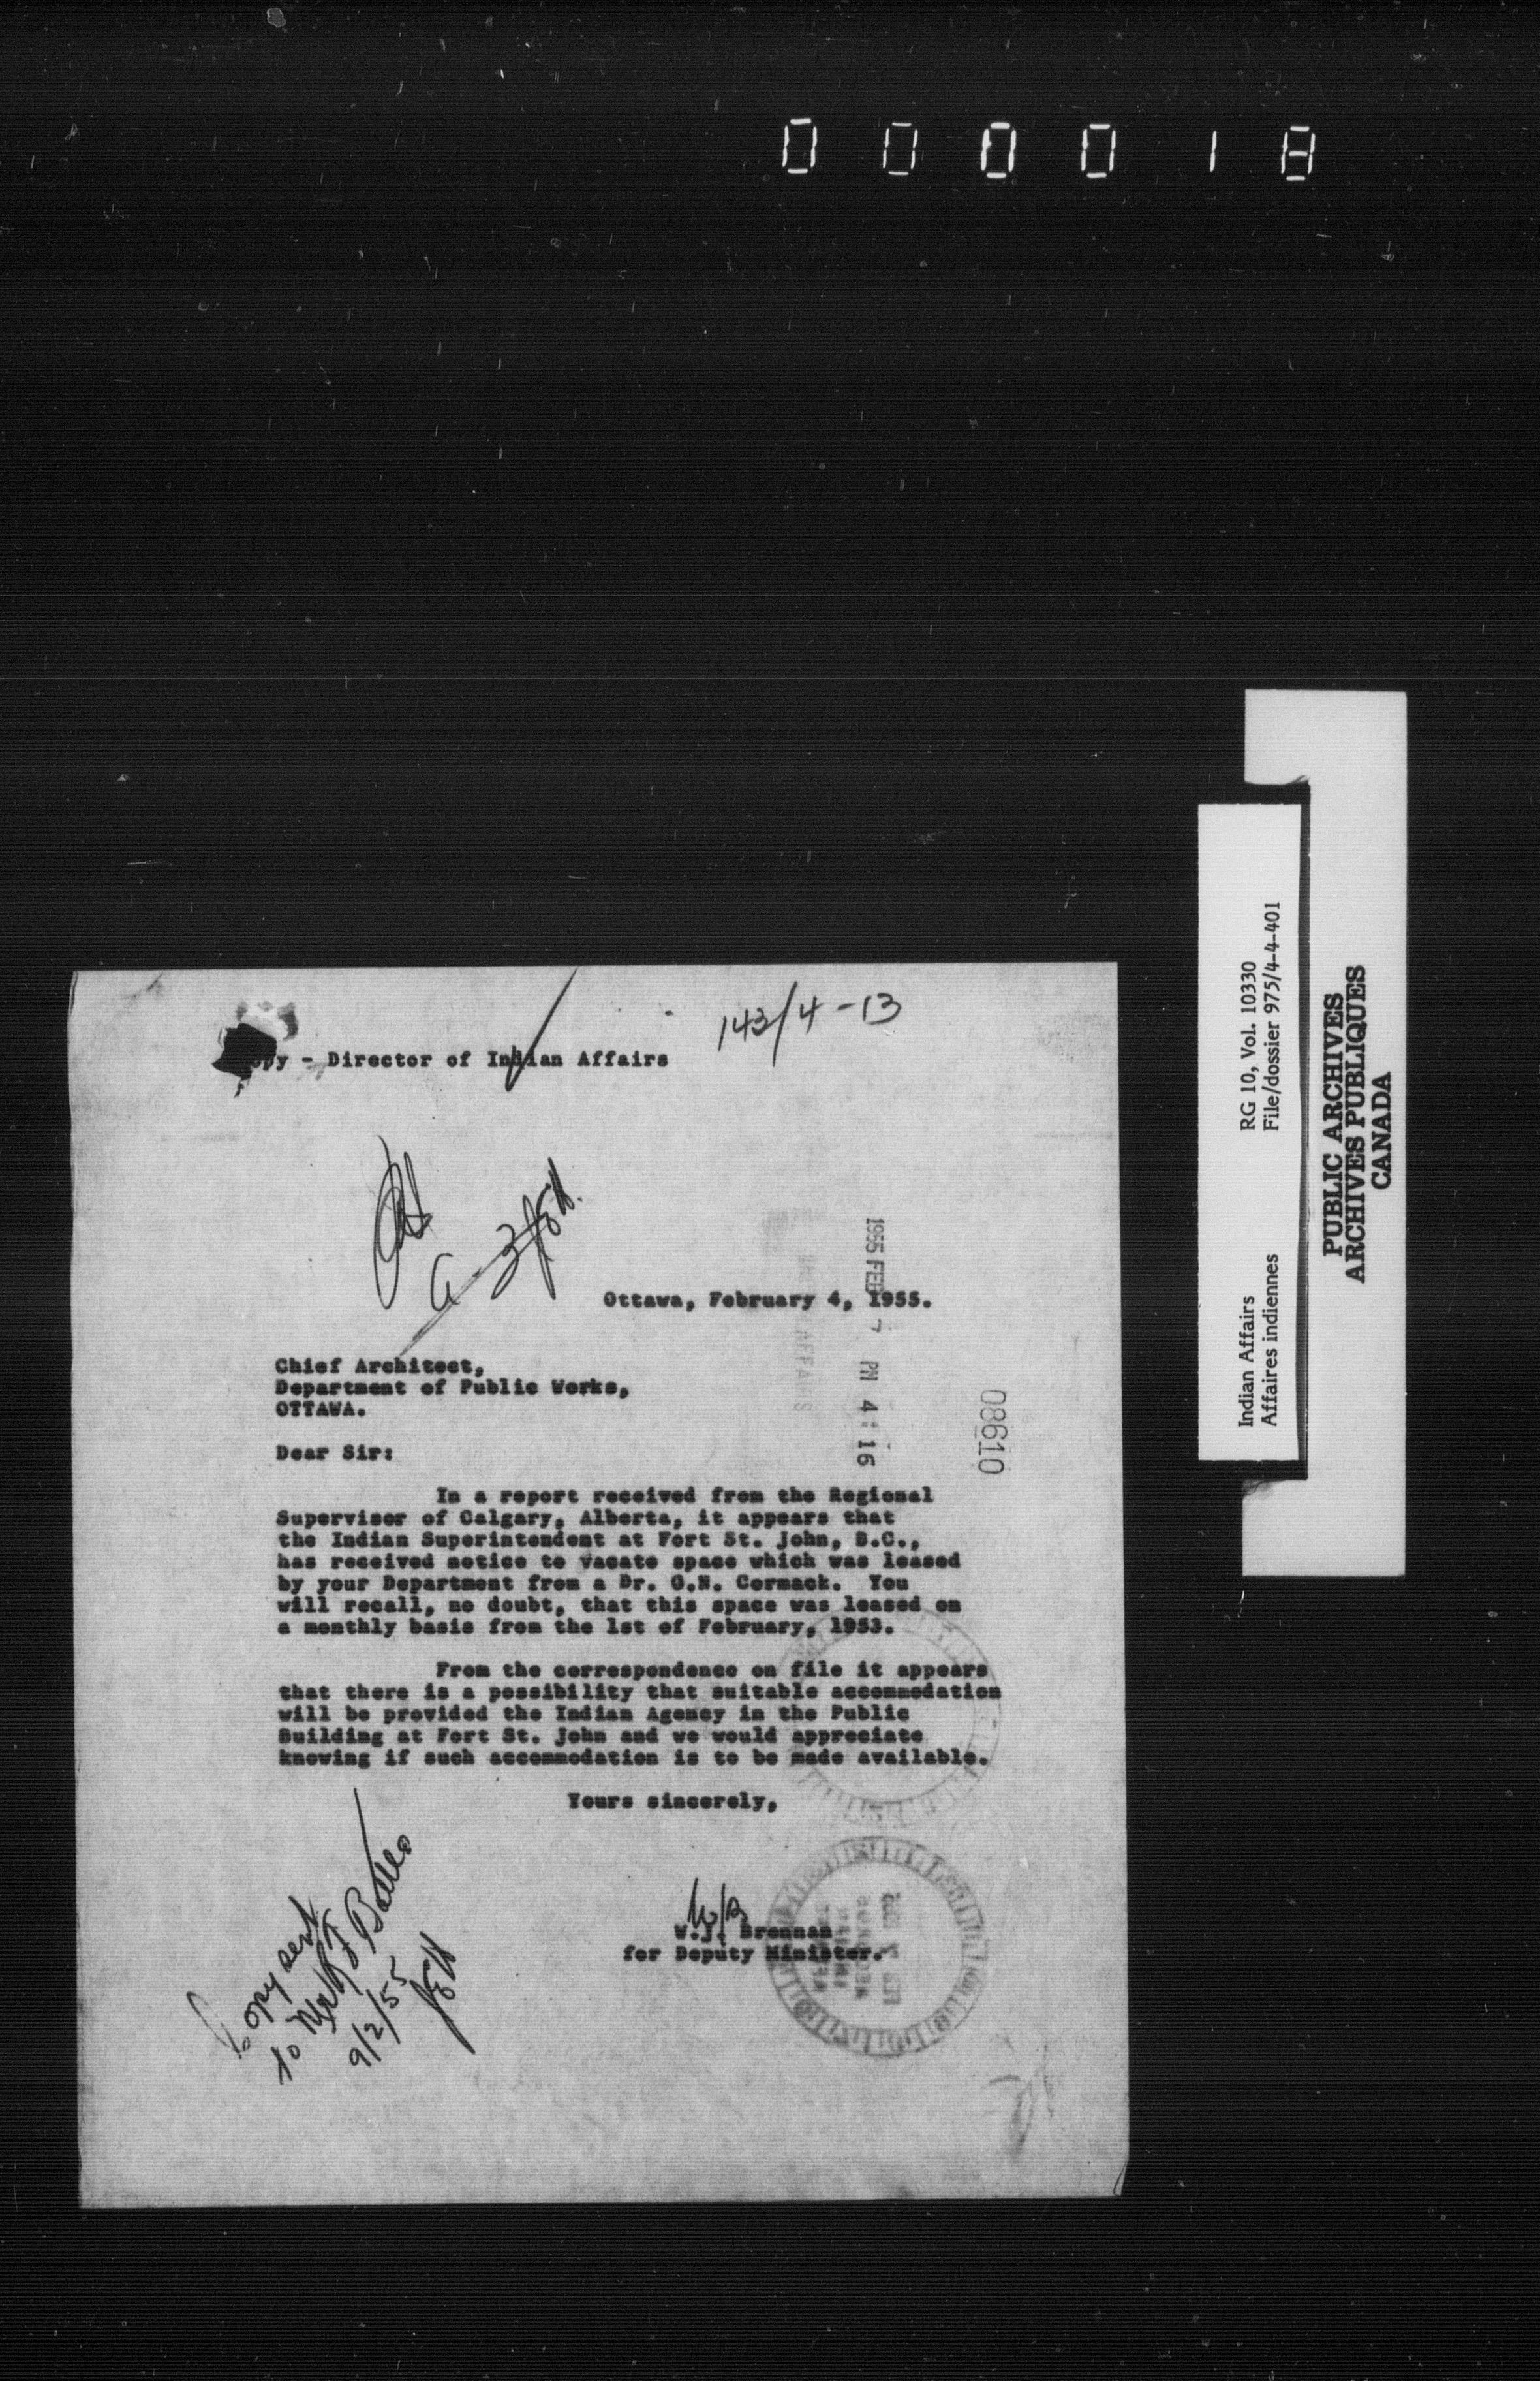 000018
143/4-13
opy - Director of Indian Affairs
1955 FEB 7 PM 4:16
Ottawa, February 4, 1955.
Chief Architect,
Department of Public Works,
OTTAWA.
08610
Dear Sir:
In a report received from the Regional
Supervisor of Calgary, Alberta, it appears that
the Indian Superintendent at Fort St. John, B.C.,
has received notice to vacate space which was leased
by your Department from a Dr. G.N. Cormack. You
will recall, no doubt, that this space was leased on
a monthly basis from the 1st of February, 1953.
From the correspondence on file it appears
that there is a possibility that suitable accommodation
will be provided the Indian Agency in the Public
Building at Fort St. John and we would appreciate
knowing if such accommodation is to be made available.
Yours sincerely,
W.J. Brennan
for Deputy Minister.
Copy sent
to Mr
9/2/55
FEB 7 1955
Indian Affairs RG 10, Vol. 10330
Affaires indiennes File/dossier 975/4-4-401
PUBLIC ARCHIVES
ARCHIVES PUBLIQUES
CANADA